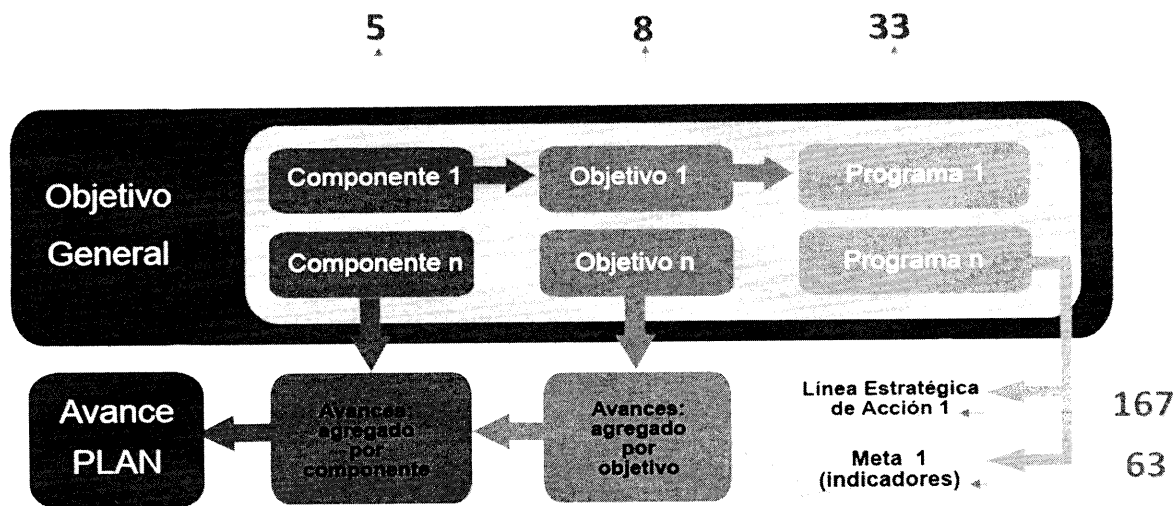 5
8
33
Objetivo
General
Componente 1
Objetivo 1
Programa 1
Componente n
Objetivo n
Programa n
Avance
PLAN
Avances:
agregado
por
componente
Avances:
agregado
por
objetivo
Línea Estratégica
de Acción 1
167
Meta 1
(indicadores)
63